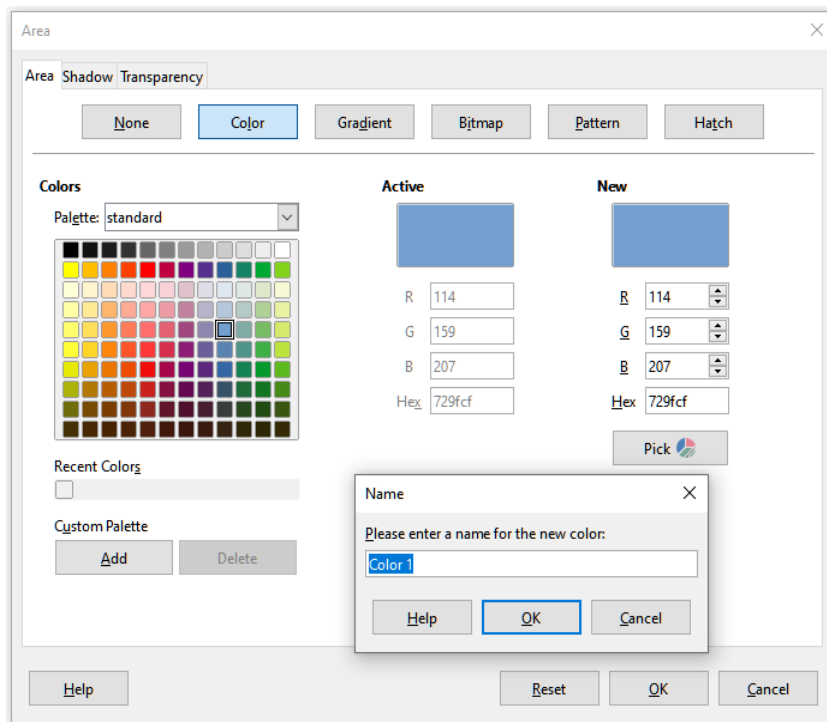 Area
Area Shadow Transparency
None Color Gradient Bitmap Pattern Hatch
Colors Active New
Palette: standard
R 114 R 114
G 159 G 159
B 207 B 207
Hex 729fcf Hex 729fcf
Pick
Recent Colors
Custom Palette
Add Delete
Name
Please enter a name for the new color:
Color 1
Help OK Cancel
Help Reset OK Cancel